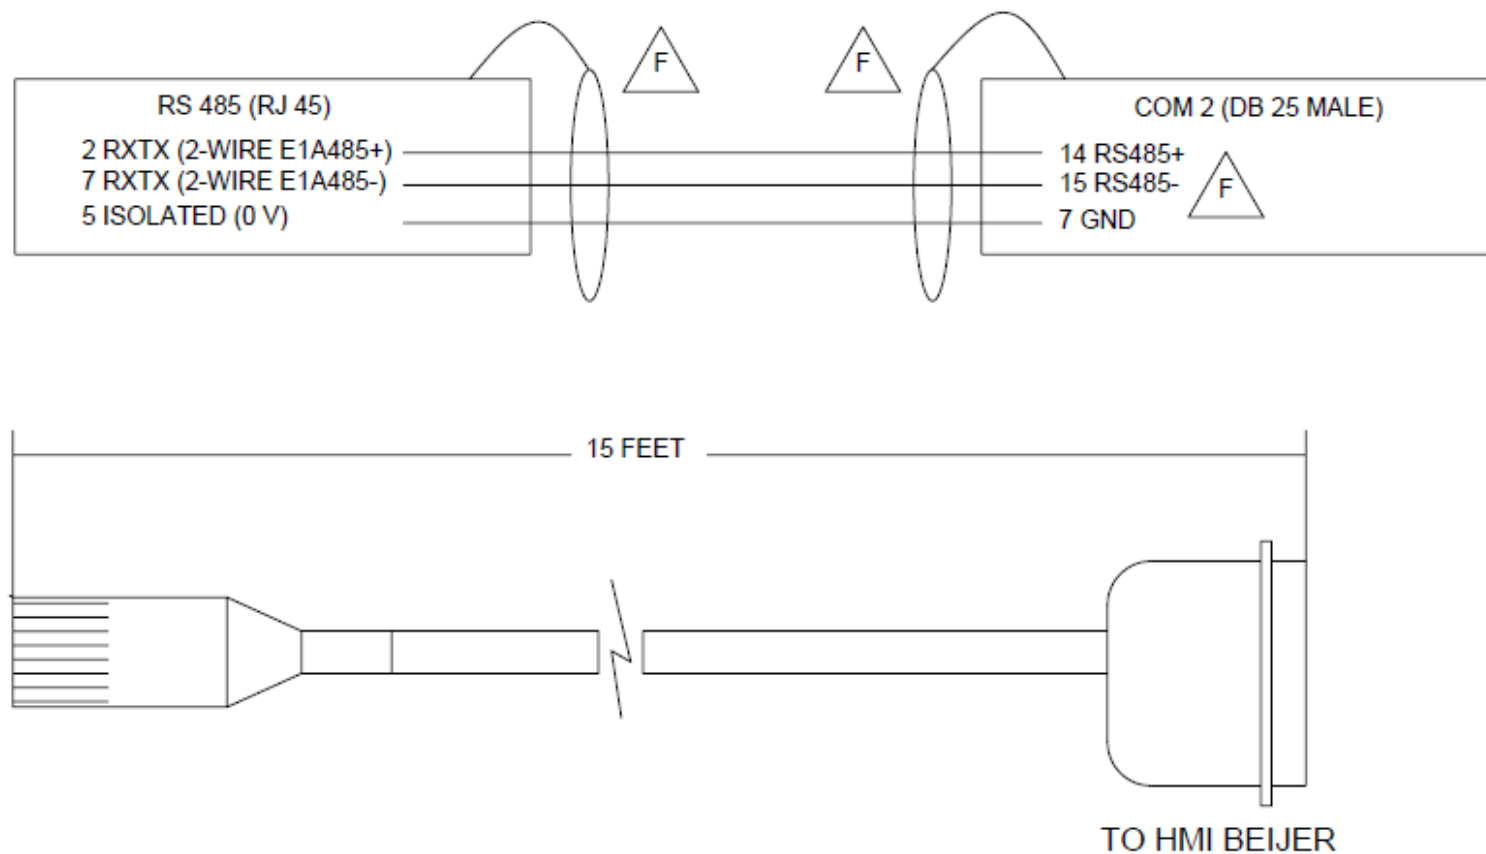 F
F
RS 485 (RJ 45)
COM 2 (DB 25 MALE)
2 RXTX (2-WIRE E1A485+)
14 RS485+
7 RXTX (2-WIRE E1A485-)
15 RS485-
F
5 ISOLATED (0 V)
7 GND
15 FEET
TO HMI BEIJER